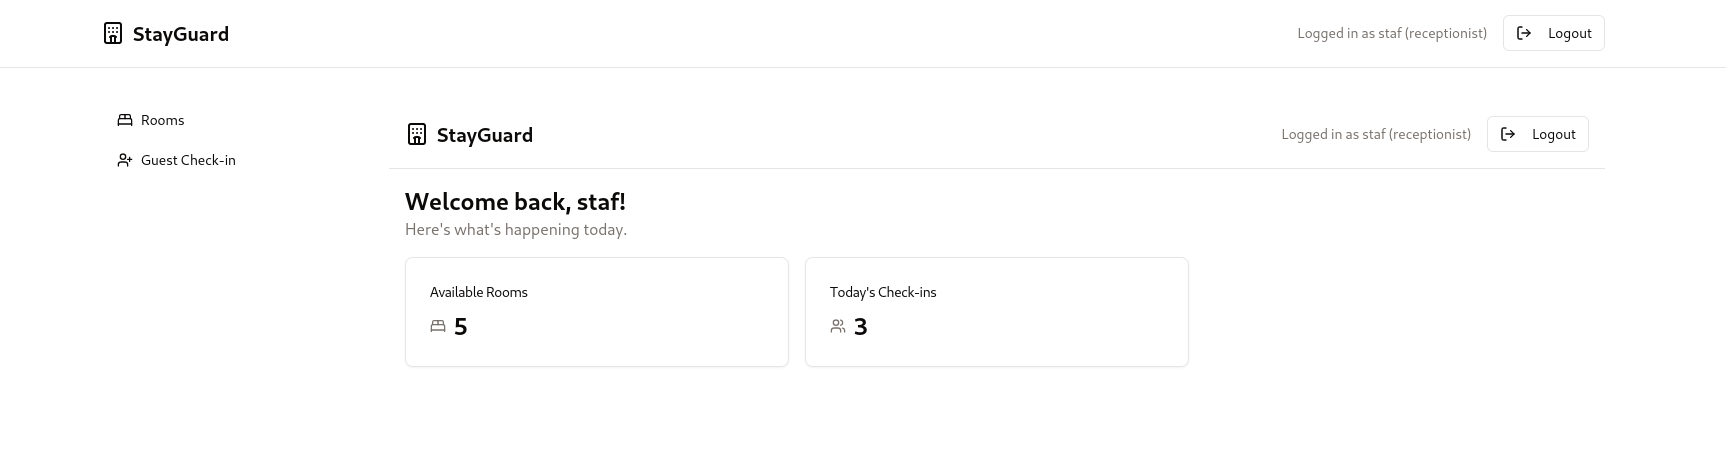 StayGuard
Logged in as staf (receptionist)
Logout
Rooms
Guest Check-in
StayGuard
Logged in as staf (receptionist)
Logout
Welcome back, staf!
Here's what's happening today.
Available Rooms
5
Today's Check-ins
3